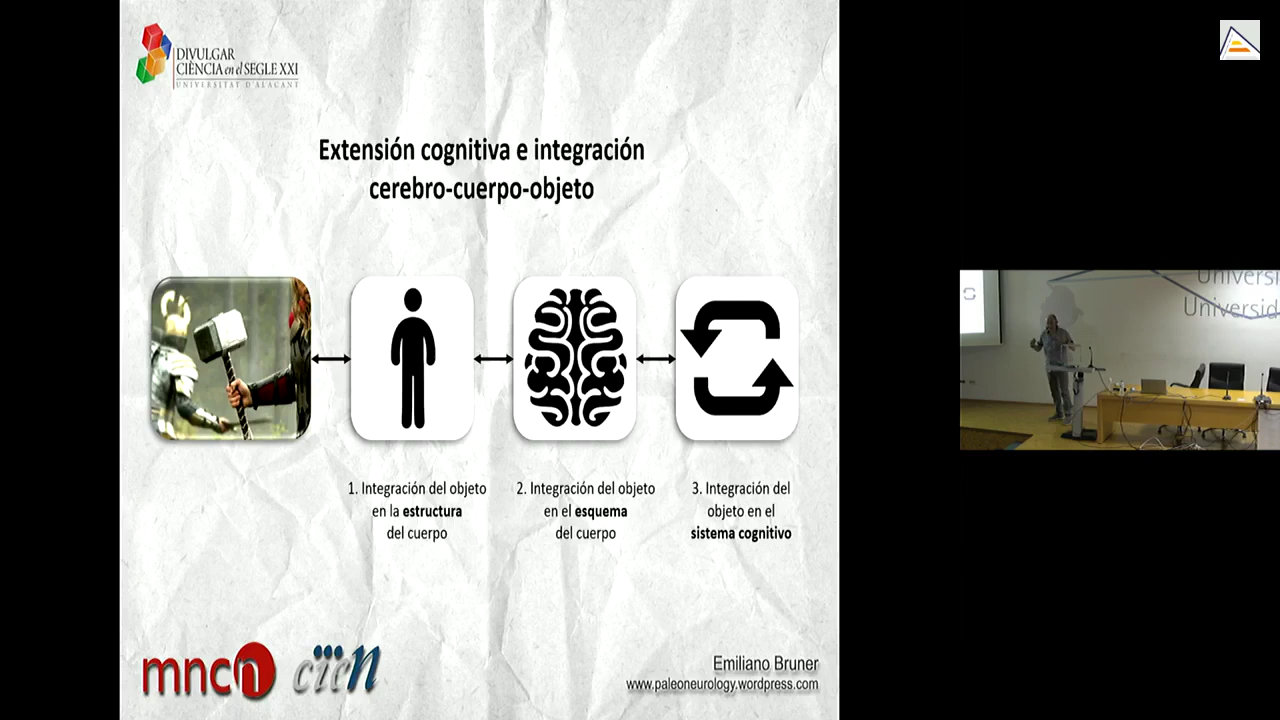 DIVULGAR
CIÈNCIA en el SEGLE XXI
UNIVERSITAT D'ALACANT
Extensión cognitiva e integración
cerebro-cuerpo-objeto
1. Integración del objeto
en la estructura
del cuerpo
2. Integración del objeto
en el esquema
del cuerpo
3. Integración del
objeto en el
sistema cognitivo
mncn
cien
Emiliano Bruner
www.paleoneurology.wordpress.com
Universi
Universid